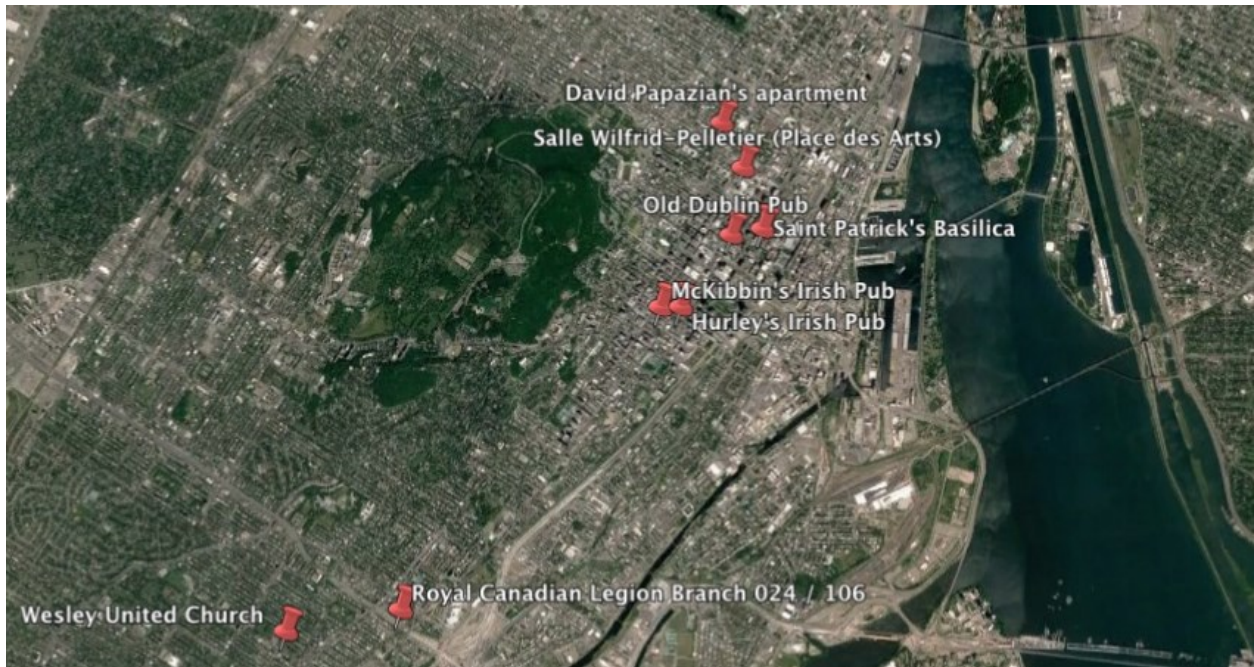 David Papazian's apartment
Salle Wilfrid-Pelletier (Place des Arts)
Old Dublin Pub
Saint Patrick's Basilica
McKibbin's Irish Pub
Hurley's Irish Pub
Royal Canadian Legion Branch 024 / 106
Wesley United Church